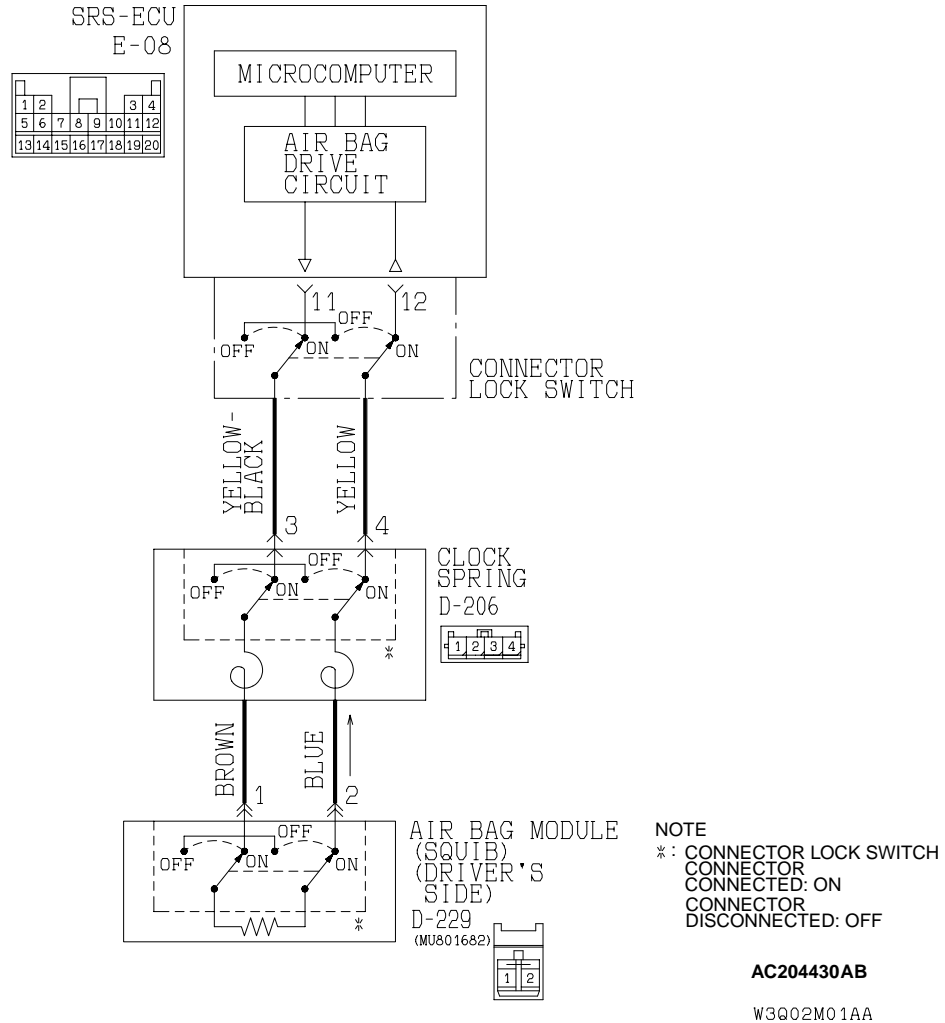 SRS-ECU
E-08
1 2 3 4
5 6 7 8 9 10 11 12
13 14 15 16 17 18 19 20
MICROCOMPUTER
AIR BAG
DRIVE
CIRCUIT
11 12
OFF
OFF ON ON
CONNECTOR
LOCK SWITCH
YELLOW-
BLACK
YELLOW
3 4
OFF
OFF ON ON
CLOCK
SPRING
D-206
1 2 3 4
※
BROWN
BLUE
1 2
OFF
OFF ON ON
※
AIR BAG MODULE
(SQUIB)
(DRIVER'S
SIDE)
D-229
(MU801682)
1 2
NOTE
※: CONNECTOR LOCK SWITCH
CONNECTOR
CONNECTED: ON
CONNECTOR
DISCONNECTED: OFF
AC204430AB
W3Q02M01AA